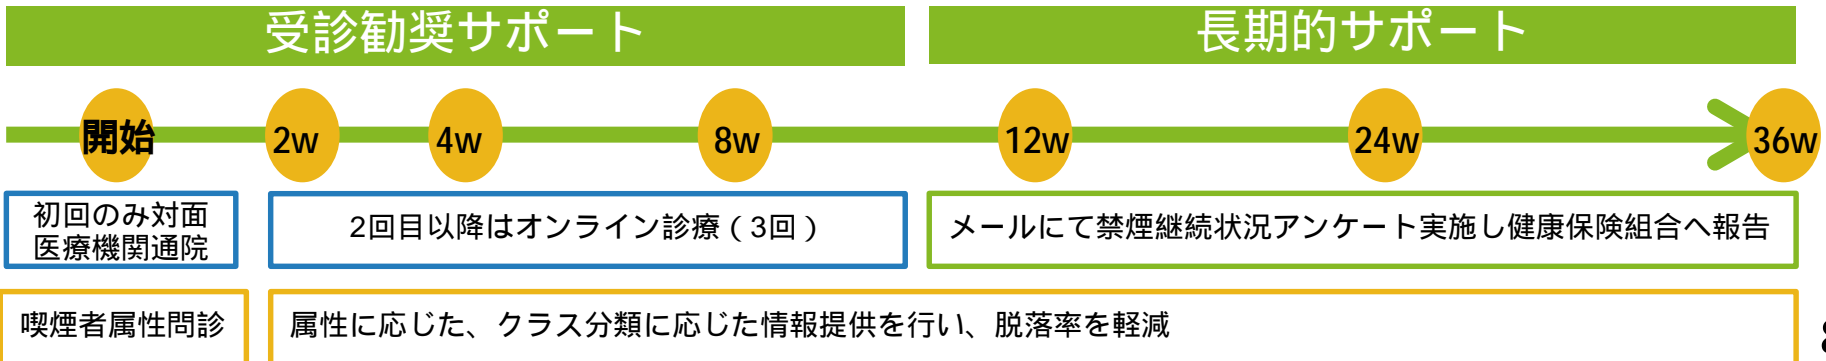 受診勧奨サポート
長期的サポート
開始
2w
4w
8w
12w
24w
36w
初回のみ対面
医療機関通院
2回目以降はオンライン診療（3回）
メールにて禁煙継続状況アンケート実施し健康保険組合へ報告
喫煙者属性問診
属性に応じた、クラス分類に応じた情報提供を行い、脱落率を軽減